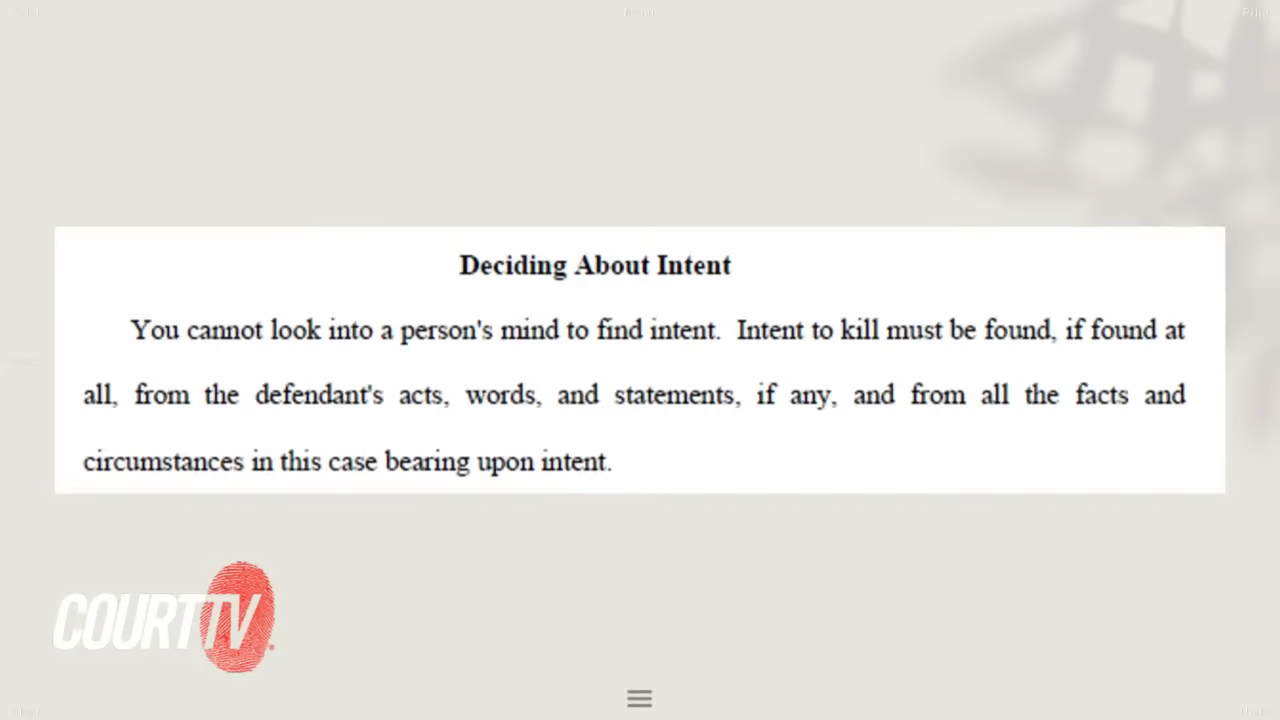 Deciding About Intent
You cannot look into a person's mind to find intent. Intent to kill must be found, if found at
all, from the defendant's acts, words, and statements, if any, and from all the facts and
circumstances in this case bearing upon intent.
COURT TV